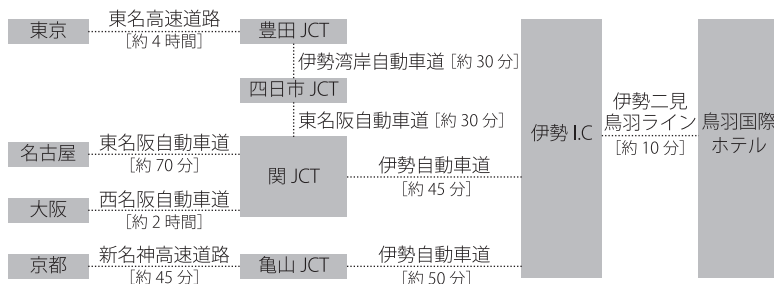 東京
東名高速道路
[約 4 時間]
豊田 JCT
伊勢湾岸自動車道 [約 30 分]
四日市 JCT
東名阪自動車道 [約 30 分]
名古屋
東名阪自動車道
[約 70 分]
関 JCT
伊勢自動車道
[約 45 分]
大阪
西名阪自動車道
[約 2 時間]
京都
新名神高速道路
[約 45 分]
亀山 JCT
伊勢自動車道
[約 50 分]
伊勢 I.C
伊勢二見
鳥羽ライン
[約 10 分]
鳥羽国際
ホテル